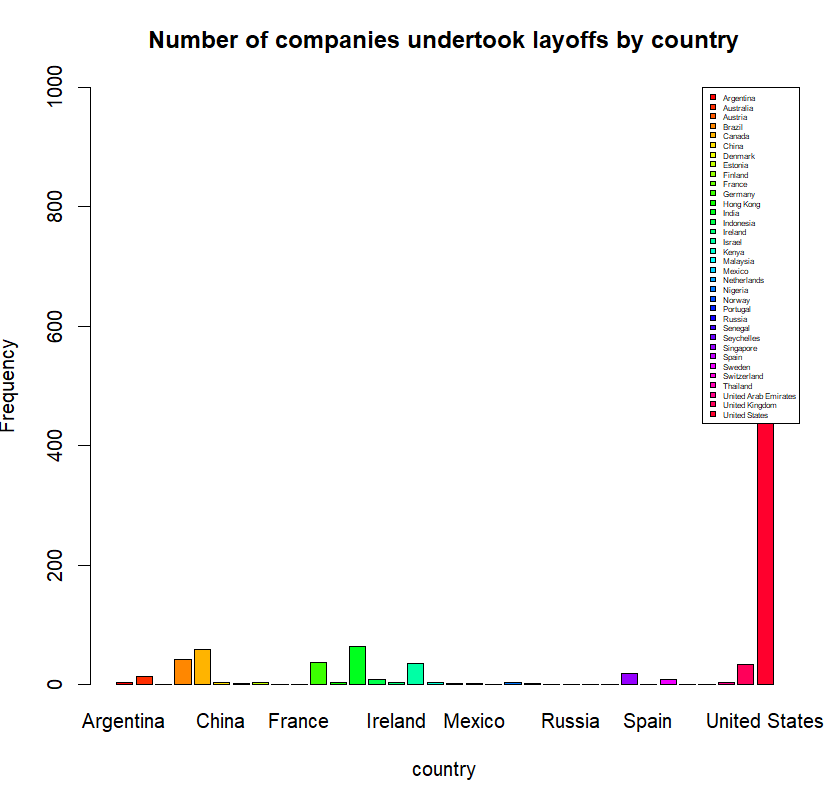 Number of companies undertook layoffs by country
1000
800
600
400
200
0
Frequency
Argentina
Australia
Austria
Brazil
Canada
China
Denmark
Estonia
Finland
France
Germany
Hong Kong
India
Indonesia
Ireland
Israel
Kenya
Malaysia
Mexico
Netherlands
Nigeria
Norway
Portugal
Russia
Senegal
Seychelles
Singapore
Spain
Sweden
Switzerland
Thailand
United Arab Emirates
United Kingdom
United States
Argentina China France Ireland Mexico Russia Spain United States
country